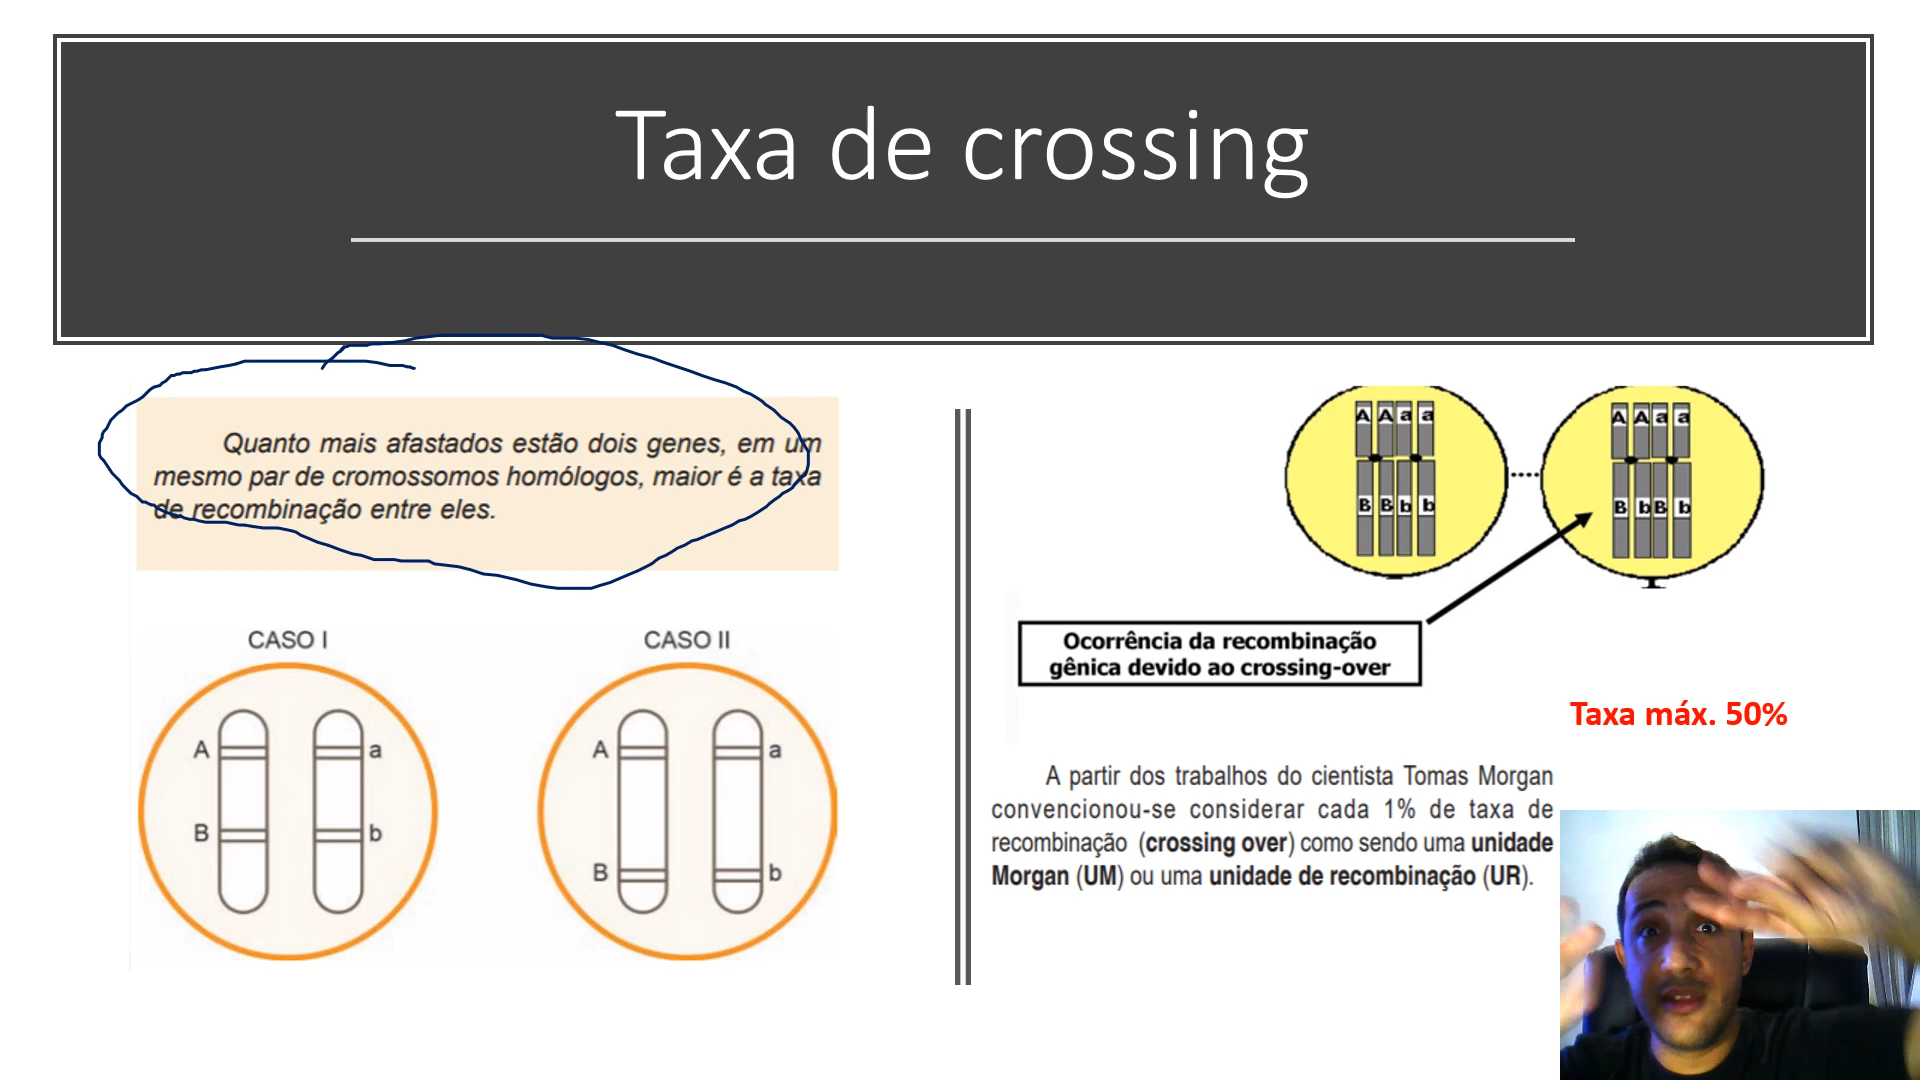 Taxa de crossing
Quanto mais afastados estão dois genes, em um
mesmo par de cromossomos homólogos, maior é a taxa
de recombinação entre eles.
CASO I
A
a
B
b
CASO II
A
a
B
b
A A a a
B B b b
A A a a
B b B b
Ocorrência da recombinação
gênica devido ao crossing-over
Taxa máx. 50%
A partir dos trabalhos do cientista Tomas Morgan
convencionou-se considerar cada 1% de taxa de
recombinação (crossing over) como sendo uma unidade
Morgan (UM) ou uma unidade de recombinação (UR).